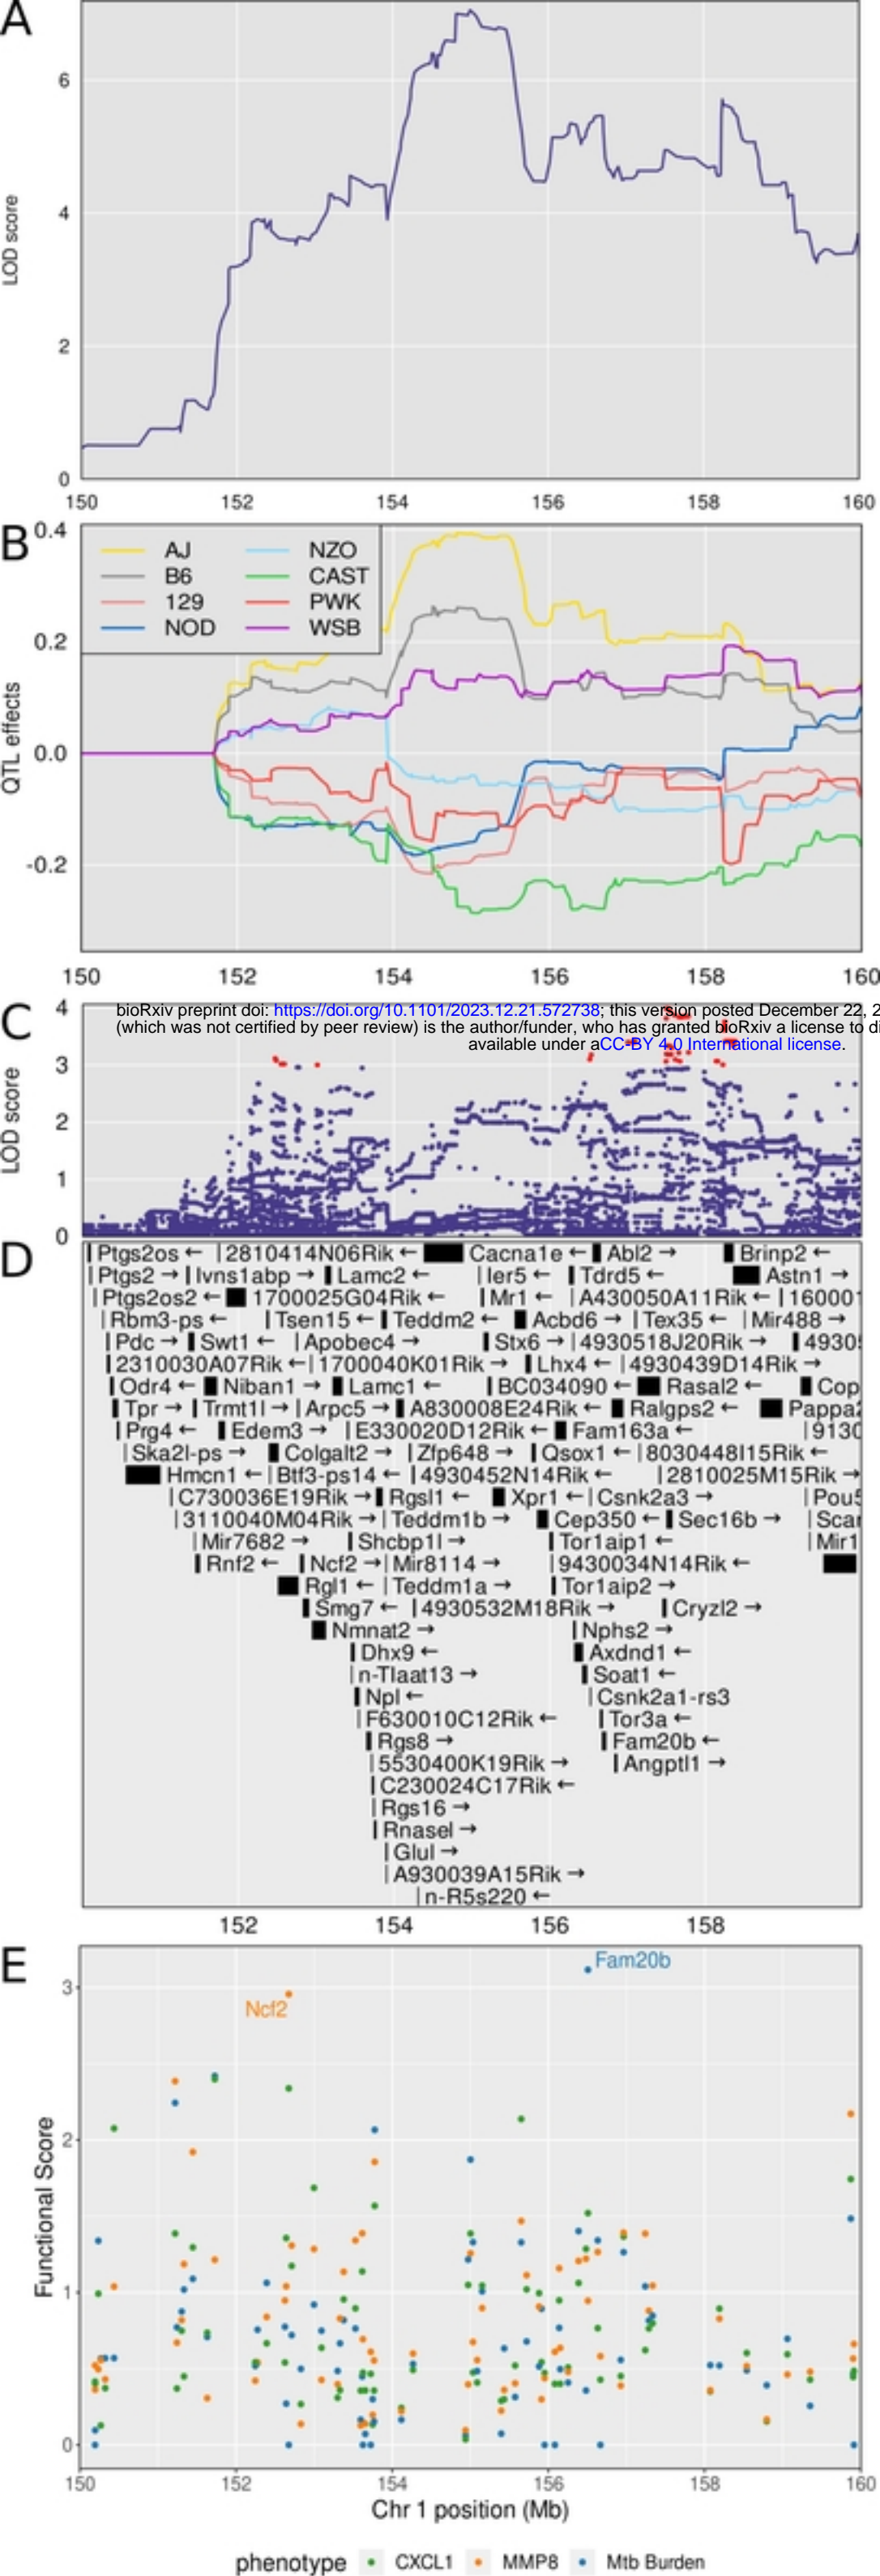 A
6
4
2
0
LOD score
150 152 154 156 158 160
B
0.4
0.2
0.0
-0.2
QTL effects
AJ NZO
B6 CAST
129 PWK
NOD WSB
150 152 154 156 158 160
C
bioRxiv preprint doi: https://doi.org/10.1101/2023.12.21.572738; this version posted December 22, 2
(which was not certified by peer review) is the author/funder, who has granted bioRxiv a license to di
available under aCC-BY 4.0 International license.
4
3
2
1
0
LOD score
D
Ptgs2os ← 2810414N06Rik ← Cacna1e ← Abl2 → Brinp2 ←
Ptgs2 → Ivns1abp → Lamc2 ← Ier5 ← Tdrd5 ← Astn1 →
Ptgs2os2 ← 1700025G04Rik ← Mr1 ← A430050A11Rik ← 16000
Rbm3-ps ← Tsen15 ← Teddm2 ← Acbd6 → Tex35 ← Mir488 →
Pdc → Swt1 ← Apobec4 → Stx6 → 4930518J20Rik → 4930
2310030A07Rik ← 1700040K01Rik → Lhx4 ← 4930439D14Rik →
Odr4 ← Niban1 → Lamc1 ← BC034090 ← Rasal2 ← Cop
Tpr → Trmt1l → Arpc5 → A830008E24Rik ← Ralgps2 ← Pappa2
Prg4 ← Edem3 → E330020D12Rik ← Fam163a ← 9130
Ska2l-ps → Colgalt2 → Zfp648 → Qsox1 ← 8030448I15Rik ←
Hmcn1 ← Btf3-ps14 ← 4930452N14Rik ← 2810025M15Rik →
C730036E19Rik → Rgsl1 ← Xpr1 ← Csnk2a3 → Pou5
3110040M04Rik → Teddm1b → Cep350 ← Sec16b → Scar
Mir7682 → Shcbp1l → Tor1aip1 ← Mir1
Rnf2 ← Ncf2 → Mir8114 → 9430034N14Rik ←
Rgl1 ← Teddm1a → Tor1aip2 →
Smg7 ← 4930532M18Rik → Cryzl2 →
Nmnat2 → Nphs2 →
Dhx9 ← Axdnd1 ←
n-Tlaat13 → Soat1 ←
Npl ← Csnk2a1-rs3
F630010C12Rik ← Tor3a ←
Rgs8 → Fam20b ←
5530400K19Rik → Angptl1 →
C230024C17Rik ←
Rgs16 →
Rnasel →
Glul →
A930039A15Rik →
n-R5s220 ←
152 154 156 158
E
Fam20b
Ncf2
3
2
1
0
Functional Score
150 152 154 156 158 160
Chr 1 position (Mb)
phenotype CXCL1 MMP8 Mtb Burden